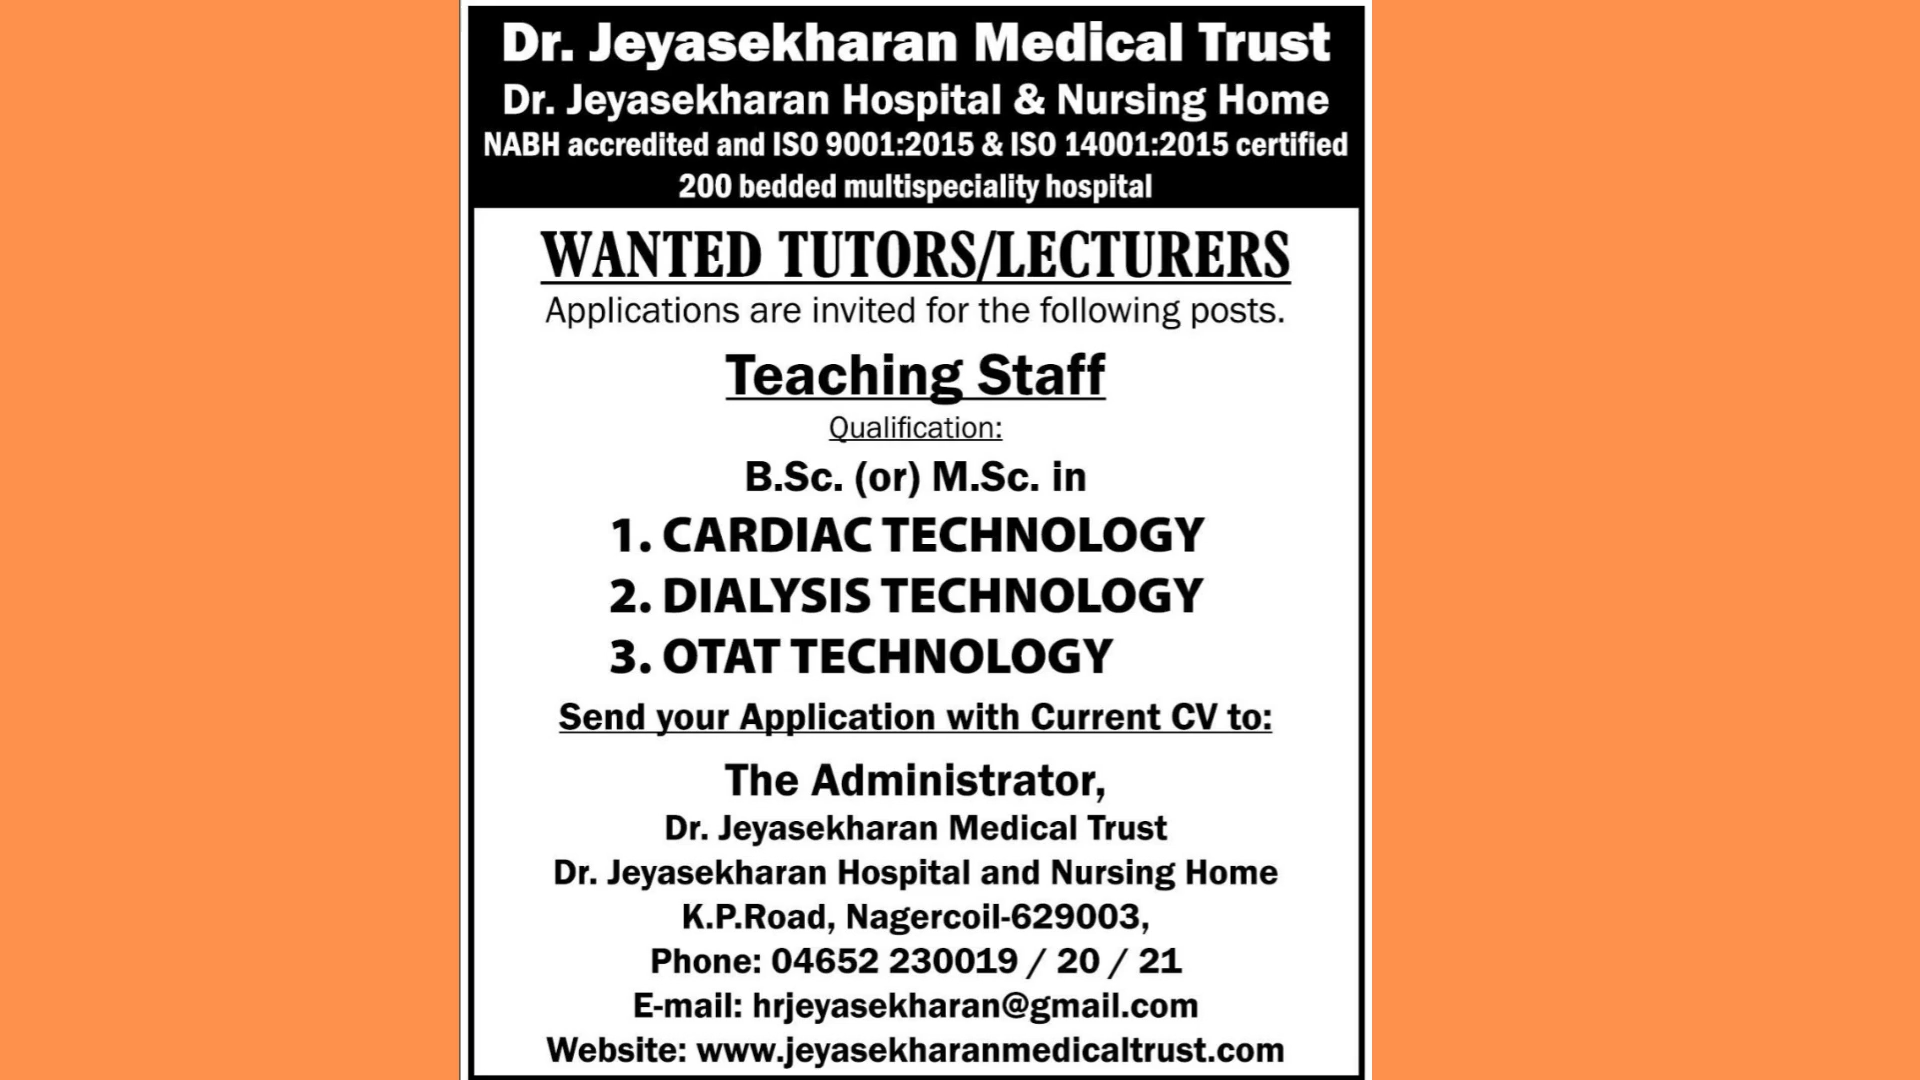 Dr. Jeyasekharan Medical Trust
Dr. Jeyasekharan Hospital & Nursing Home
NABH accredited and ISO 9001:2015 & ISO 14001:2015 certified
200 bedded multispeciality hospital
WANTED TUTORS/LECTURERS
Applications are invited for the following posts.
Teaching Staff
Qualification:
B.Sc. (or) M.Sc. in
1. CARDIAC TECHNOLOGY
2. DIALYSIS TECHNOLOGY
3. OTAT TECHNOLOGY
Send your Application with Current CV to:
The Administrator,
Dr. Jeyasekharan Medical Trust
Dr. Jeyasekharan Hospital and Nursing Home
K.P.Road, Nagercoil-629003,
Phone: 04652 230019 / 20 / 21
E-mail: hrjeyasekharan@gmail.com
Website: www.jeyasekharanmedicaltrust.com